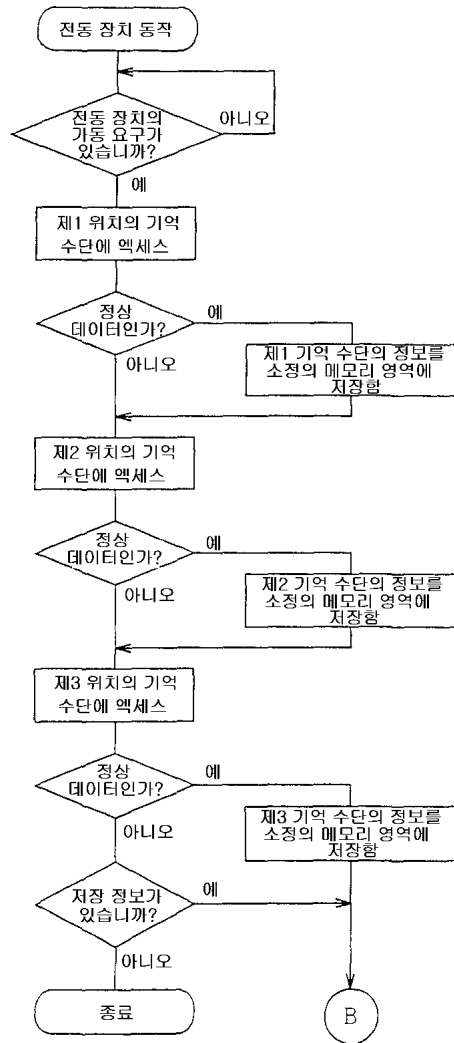 전동 장치 동작
전동 장치의
가동 요구가
있습니까?
아니오
예
제1 위치의 기억
수단에 엑세스
정상
데이터인가?
예
아니오
제1 기억 수단의 정보를
소정의 메모리 영역에
저장함
제2 위치의 기억
수단에 엑세스
정상
데이터인가?
예
아니오
제2 기억 수단의 정보를
소정의 메모리 영역에
저장함
제3 위치의 기억
수단에 엑세스
정상
데이터인가?
예
아니오
제3 기억 수단의 정보를
소정의 메모리 영역에
저장함
저장 정보가
있습니까?
예
아니오
종료
B